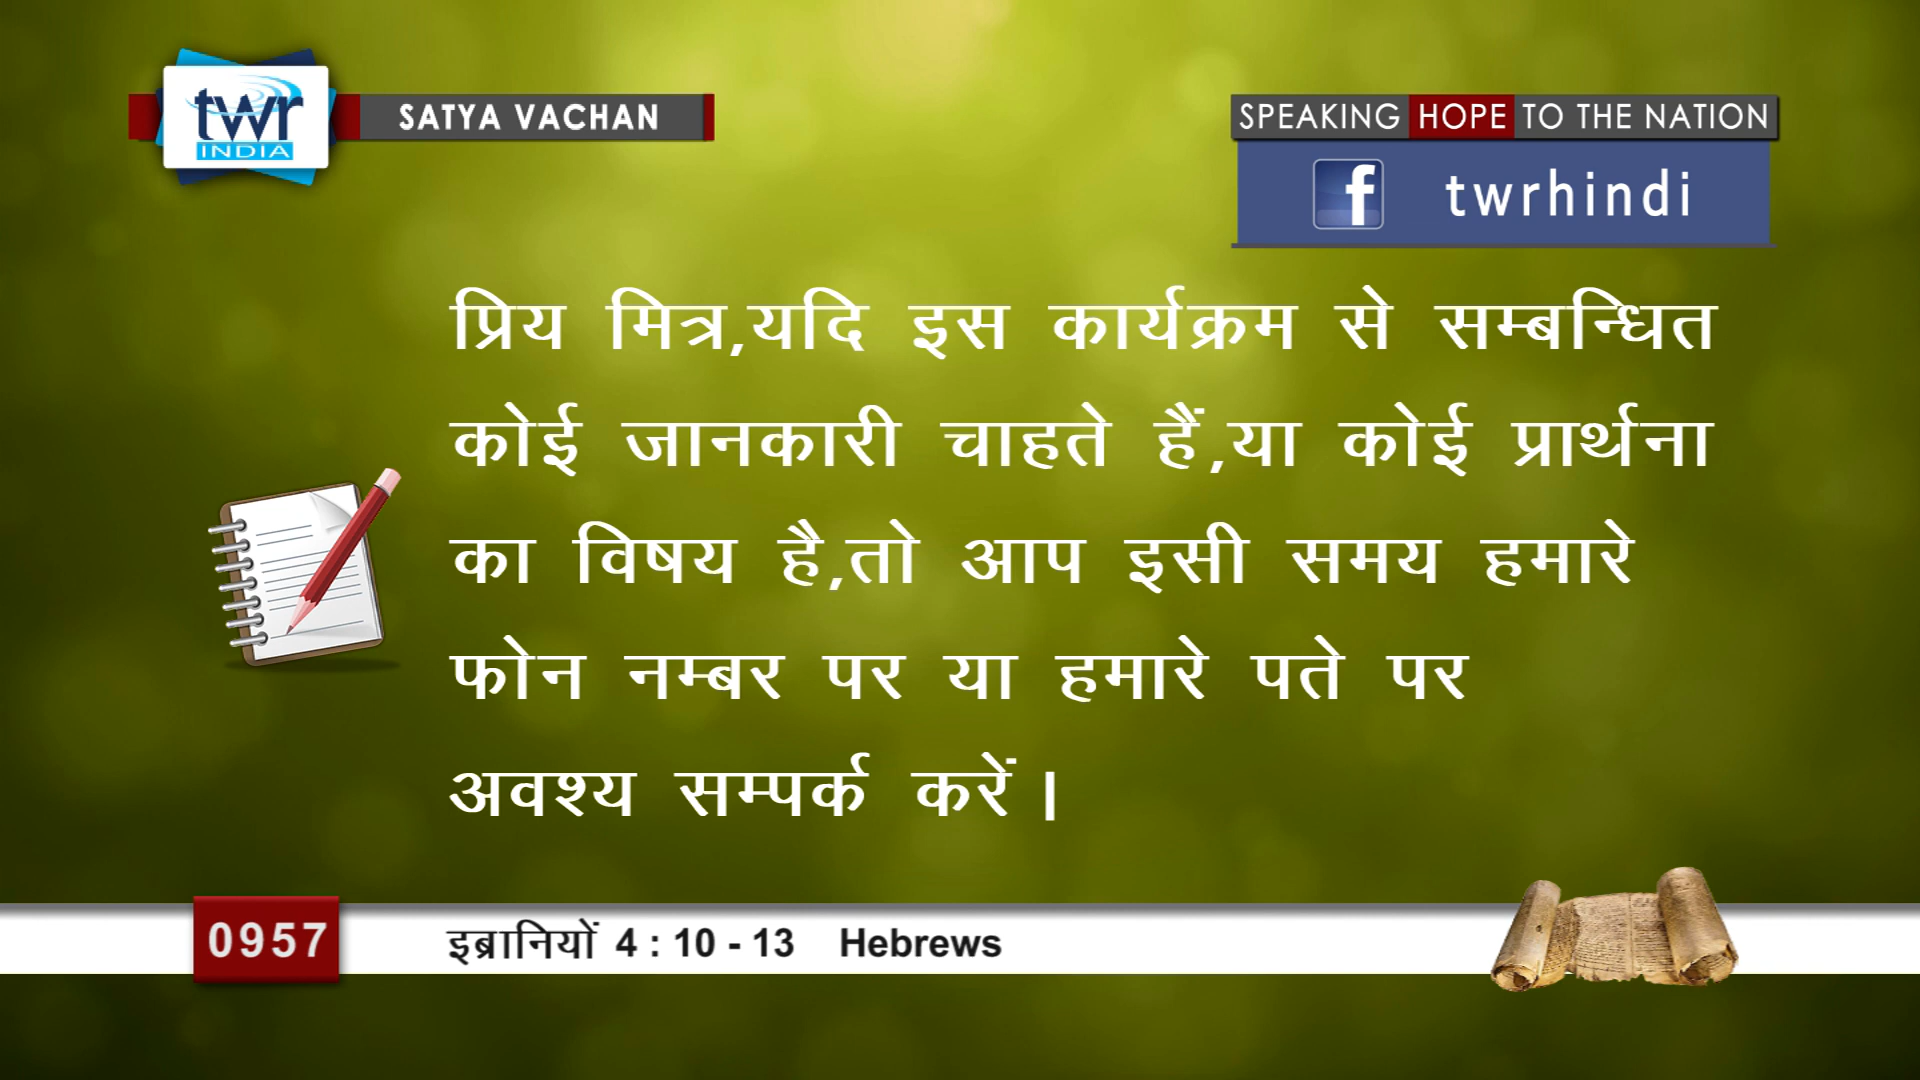 twr
INDIA
SATYA VACHAN
SPEAKING HOPE TO THE NATION
f twrhindi
प्रिय मित्र,यदि इस कार्यक्रम से सम्बन्धित
कोई जानकारी चाहते हैं,या कोई प्रार्थना
का विषय है,तो आप इसी समय हमारे
फोन नम्बर पर या हमारे पते पर
अवश्य सम्पर्क करें।
0957 इब्रानियों 4 : 10 - 13 Hebrews